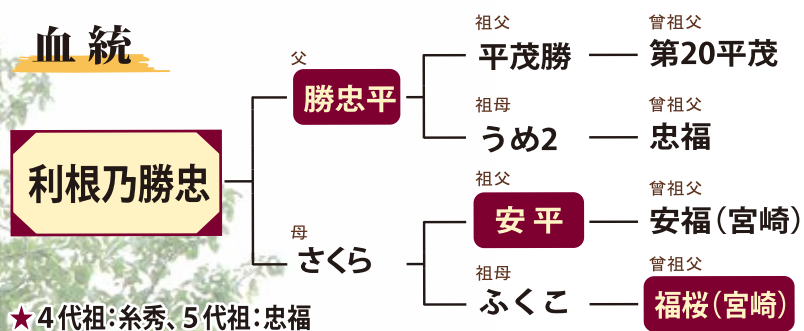 血統
利根乃勝忠
父
勝忠平
母
さくら
祖父
平茂勝
祖母
うめ2
祖父
安平
祖母
ふくこ
曾祖父
第20平茂
曾祖父
忠福
曾祖父
安福(宮崎)
曾祖父
福桜(宮崎)
★4代祖:糸秀、5代祖:忠福